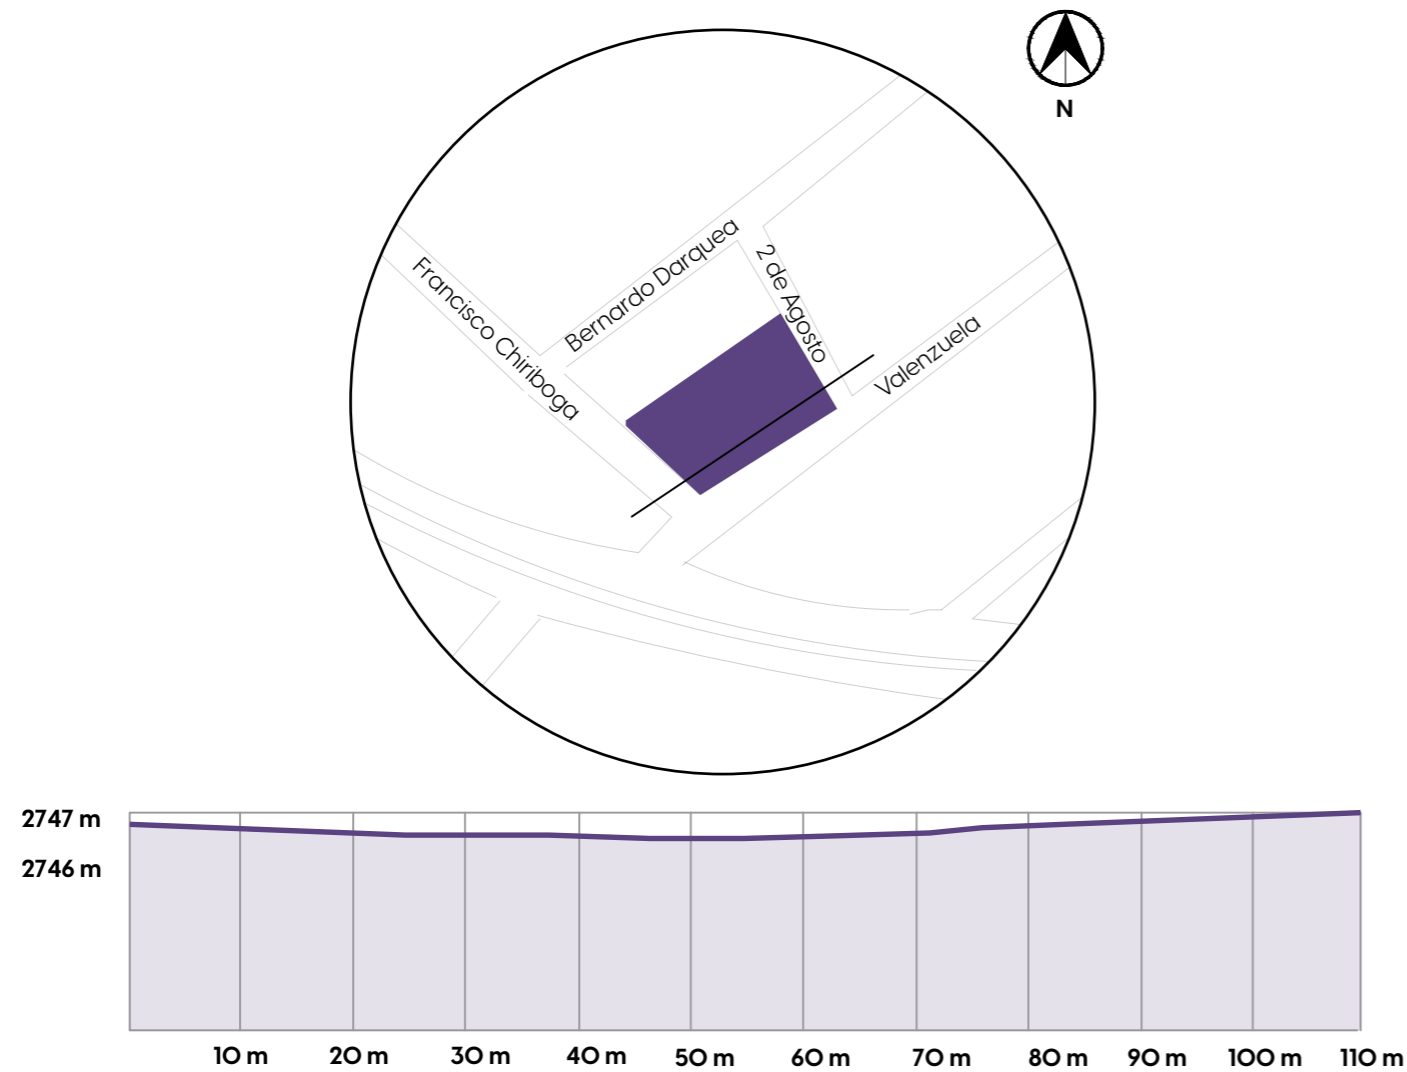 N
Bernardo Darquea
2 de Agosto
Francisco Chiriboga
Valenzuela
2747 m
2746 m
10 m
20 m
30 m
40 m
50 m
60 m
70 m
80 m
90 m
100 m
110 m